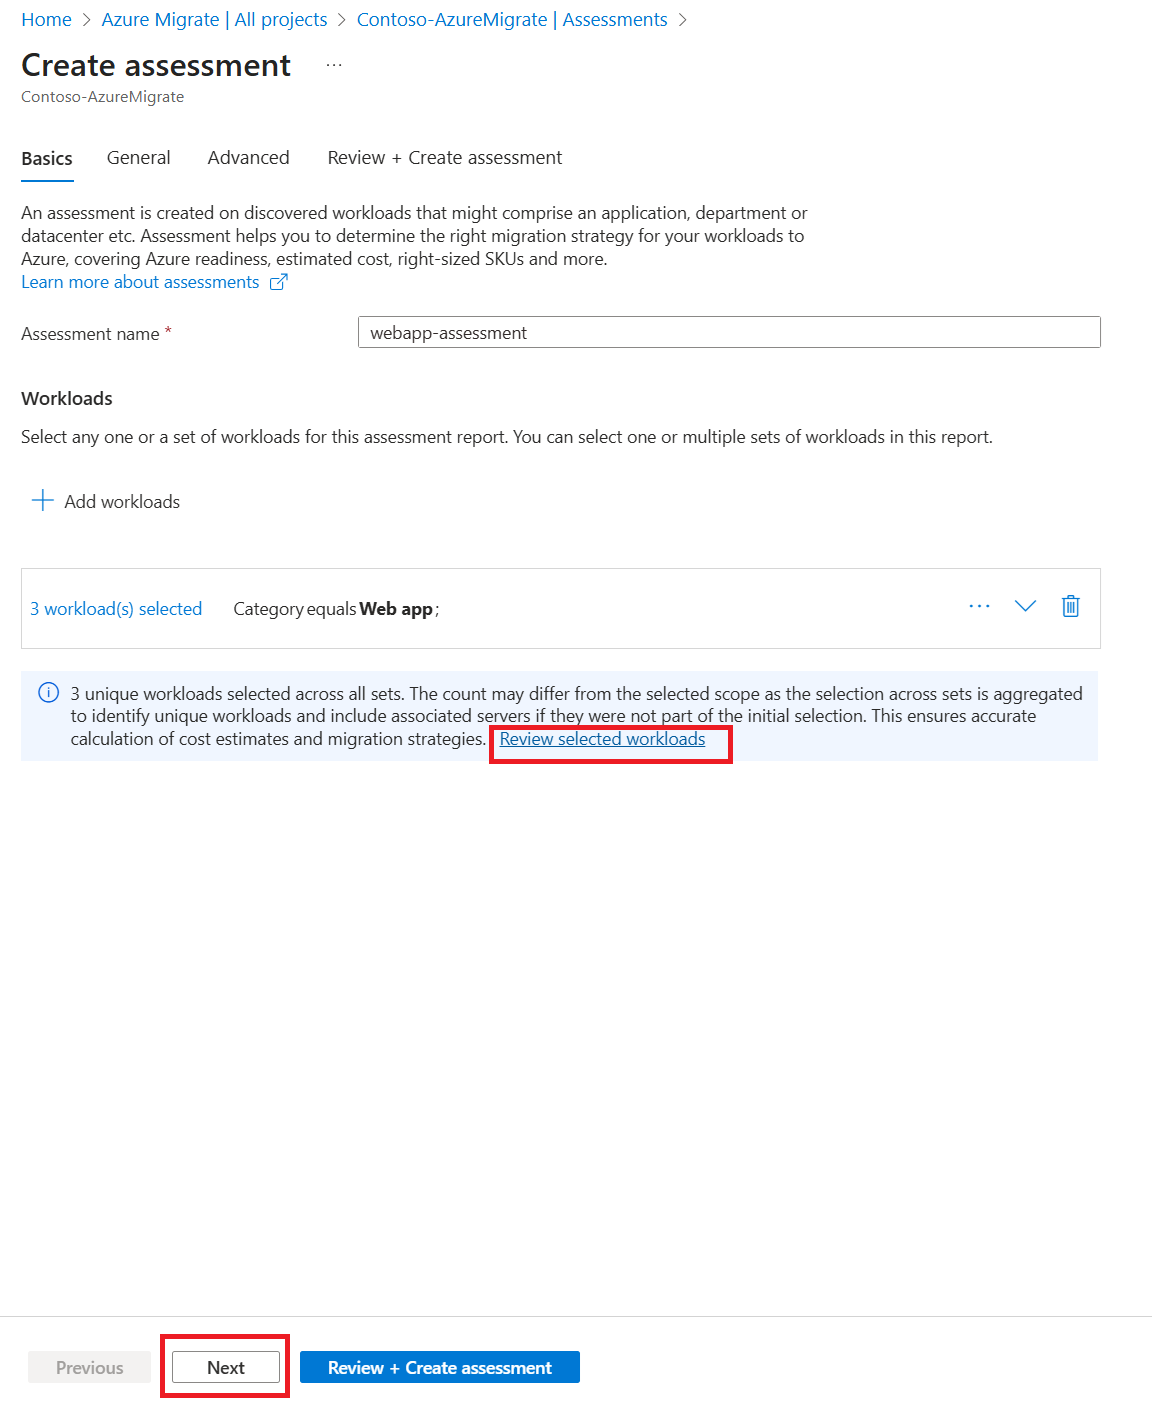 Home > Azure Migrate | All projects > Contoso-AzureMigrate | Assessments >
Create assessment ...
Contoso-AzureMigrate
Basics General Advanced Review + Create assessment
An assessment is created on discovered workloads that might comprise an application, department or
datacenter etc. Assessment helps you to determine the right migration strategy for your workloads to
Azure, covering Azure readiness, estimated cost, right-sized SKUs and more.
Learn more about assessments
Assessment name * webapp-assessment
Workloads
Select any one or a set of workloads for this assessment report. You can select one or multiple sets of workloads in this report.
+ Add workloads
3 workload(s) selected Category equals Web app; ...
3 unique workloads selected across all sets. The count may differ from the selected scope as the selection across sets is aggregated
to identify unique workloads and include associated servers if they were not part of the initial selection. This ensures accurate
calculation of cost estimates and migration strategies. Review selected workloads
Previous Next Review + Create assessment